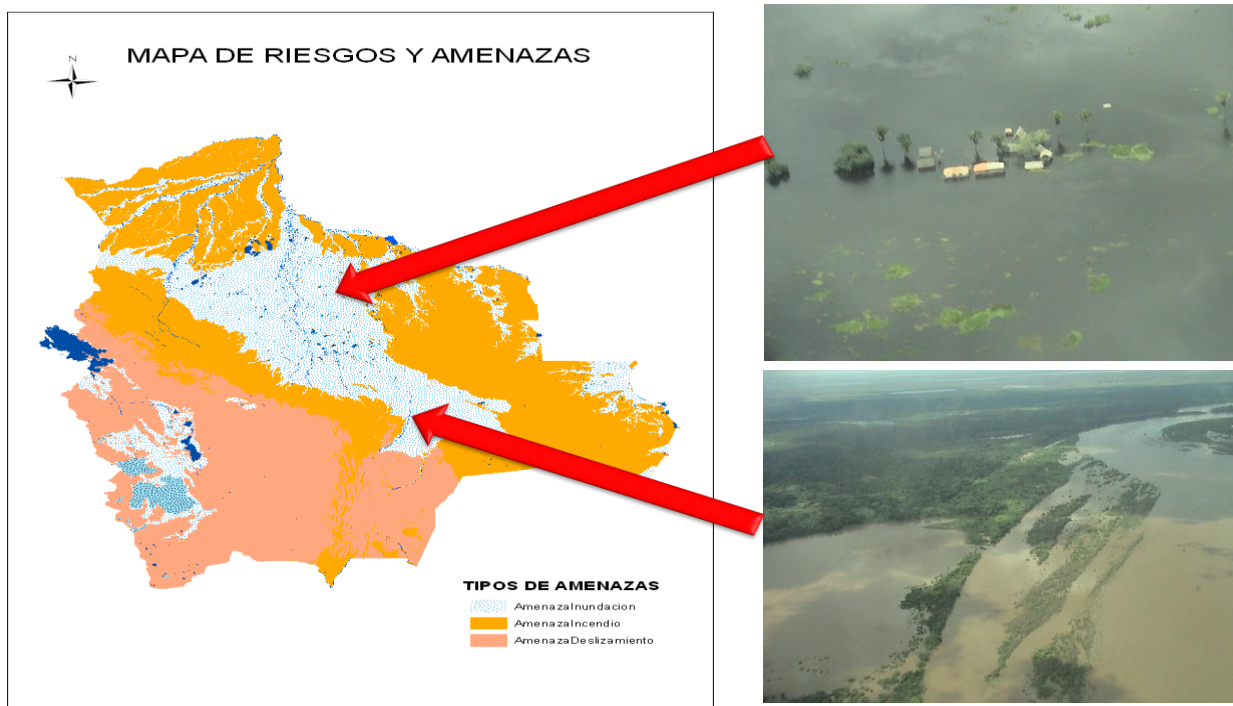 MAPA DE RIESGOS Y AMENAZAS
N
TIPOS DE AMENAZAS
AmenazaInundacion
AmenazaIncendio
AmenazaDeslizamiento